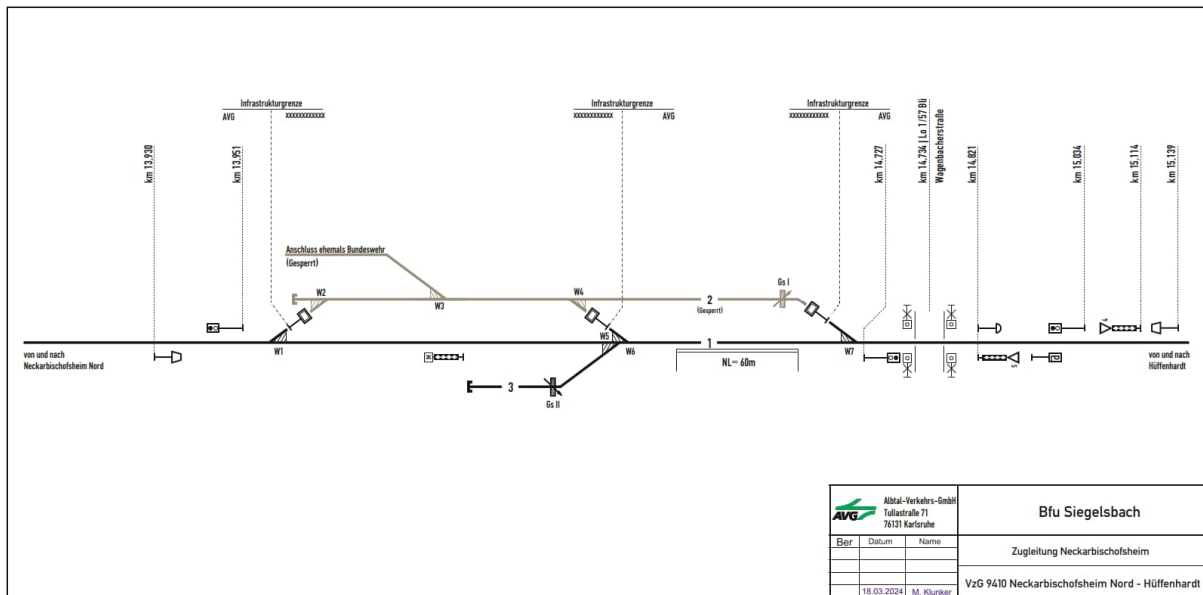 Infrastrukturgrenze
AVG xxxxxxxxxxxx
Infrastrukturgrenze
xxxxxxxxxxxx AVG
Infrastrukturgrenze
xxxxxxxxxxxx AVG
km 13,930
km 13,951
km 14,727
km 14,734 | Lo 1/57 Bü
Wagenbacherstraße
km 14,821
km 15,034
km 15,114
km 15,139
Anschluss ehemals Bundeswehr
(Gesperrt)
W2
W3
W4
2
(Gesperrt)
Gs I
W1
W5
W6
1
W7
NL= 60m
3
Gs II
von und nach
Neckarbischofsheim Nord
von und nach
Hüffenhardt
AVG
Albtal-Verkehrs-GmbH
Tullastraße 71
76131 Karlsruhe
Bfu Siegelsbach
Ber Datum Name
Zugleitung Neckarbischofsheim
18.03.2024 M. Klunker
VzG 9410 Neckarbischofsheim Nord - Hüffenhardt